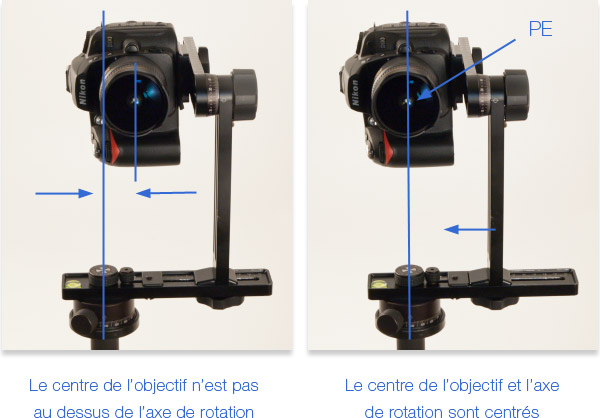 PE
Nikon
Nikon
Le centre de l'objectif n'est pas
au dessus de l'axe de rotation
Le centre de l'objectif et l'axe
de rotation sont centrés